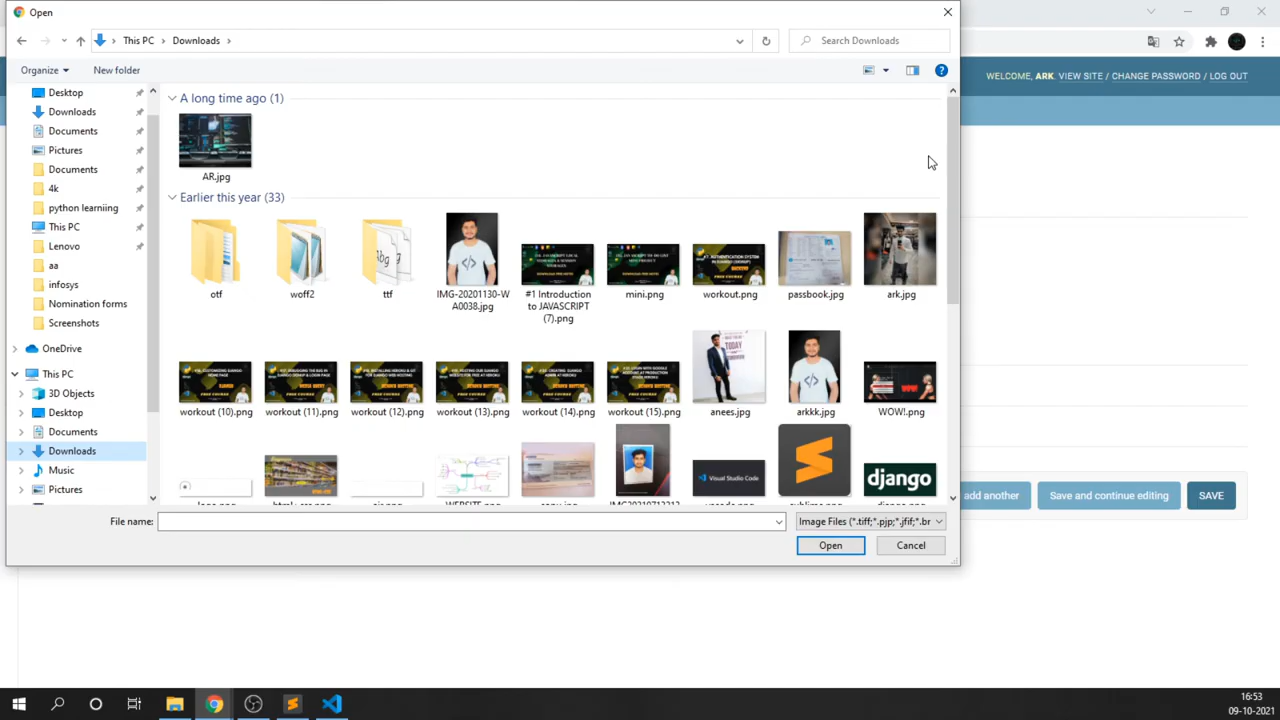 Open
This PC
Downloads
Search Downloads
Organize
New folder
WELCOME, ARK. VIEW SITE / CHANGE PASSWORD / LOG OUT
Desktop
Downloads
Documents
Pictures
Documents
4k
python learniing
This PC
Lenovo
aa
infosys
Nomination forms
Screenshots
OneDrive
This PC
3D Objects
Desktop
Documents
Downloads
Music
Pictures
A long time ago (1)
AR.jpg
Earlier this year (33)
otf
woff2
ttf
IMG-20201130-W
A0038.jpg
#1 Introduction
to JAVASCRIPT
(7).png
mini.png
workout.png
passbook.jpg
ark.jpg
workout (10).png
workout (11).png
workout (12).png
workout (13).png
workout (14).png
workout (15).png
anees.jpg
arkkk.jpg
WOW!.png
WOW!
Visual Studio Code
django
add another
Save and continue editing
SAVE
File name:
Image Files (*.tiff;*.pjp;*.jfif;*.br
Open
Cancel
16:53
09-10-2021